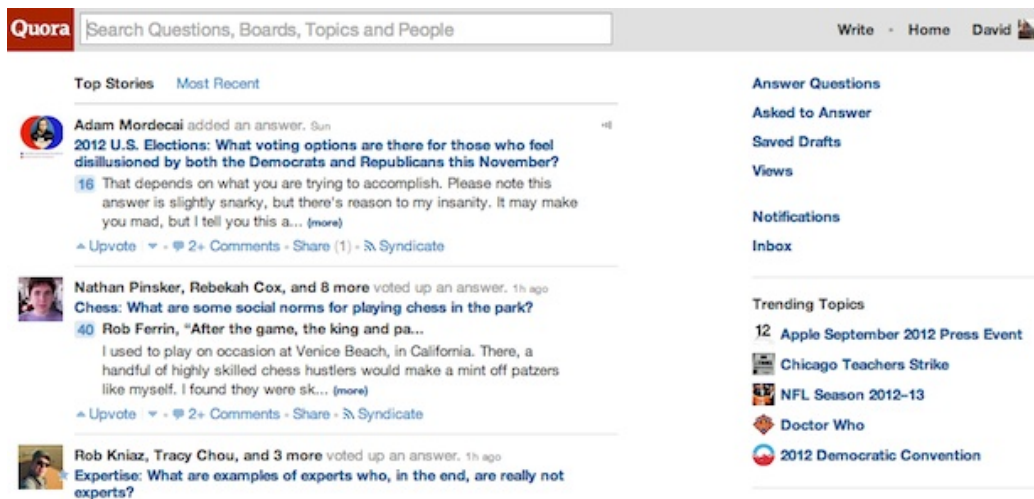 Quora Search Questions, Boards, Topics and People Write · Home David
Top Stories Most Recent
Adam Mordecai added an answer. Sun
2012 U.S. Elections: What voting options are there for those who feel
disillusioned by both the Democrats and Republicans this November?
16 That depends on what you are trying to accomplish. Please note this
answer is slightly snarky, but there's reason to my insanity. It may make
you mad, but I tell you this a... (more)
Upvote 2+ Comments · Share (1) · Syndicate
Nathan Pinsker, Rebekah Cox, and 8 more voted up an answer. 1h ago
Chess: What are some social norms for playing chess in the park?
40 Rob Ferrin, “After the game, the king and pa...
I used to play on occasion at Venice Beach, in California. There, a
handful of highly skilled chess hustlers would make a mint off patzers
like myself. I found they were sk... (more)
Upvote 2+ Comments · Share · Syndicate
Rob Kniaz, Tracy Chou, and 3 more voted up an answer. 1h ago
Expertise: What are examples of experts who, in the end, are really not
experts?
Answer Questions
Asked to Answer
Saved Drafts
Views
Notifications
Inbox
Trending Topics
12 Apple September 2012 Press Event
Chicago Teachers Strike
NFL Season 2012–13
Doctor Who
2012 Democratic Convention